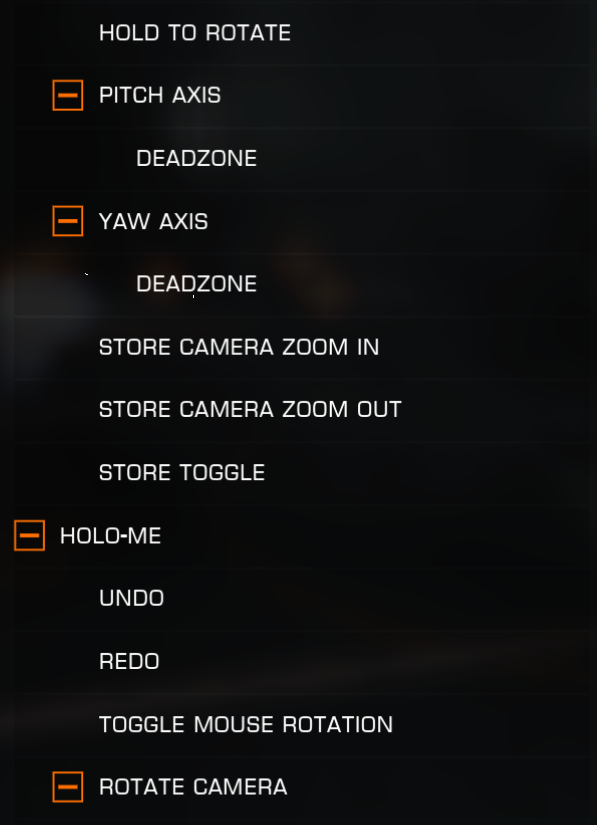 HOLD TO ROTATE
PITCH AXIS
DEADZONE
YAW AXIS
DEADZONE
STORE CAMERA ZOOM IN
STORE CAMERA ZOOM OUT
STORE TOGGLE
HOLO-ME
UNDO
REDO
TOGGLE MOUSE ROTATION
ROTATE CAMERA